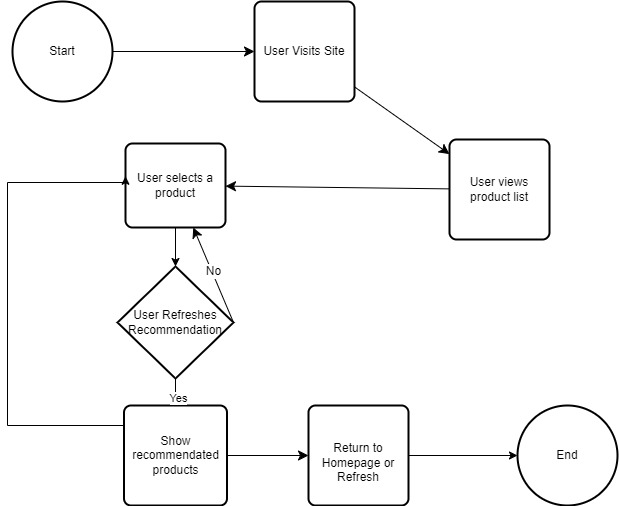 Start
User Visits Site
User views
product list
User selects a
product
No
User Refreshes
Recommendation
Yes
Show
recommended
products
Return to
Homepage or
Refresh
End